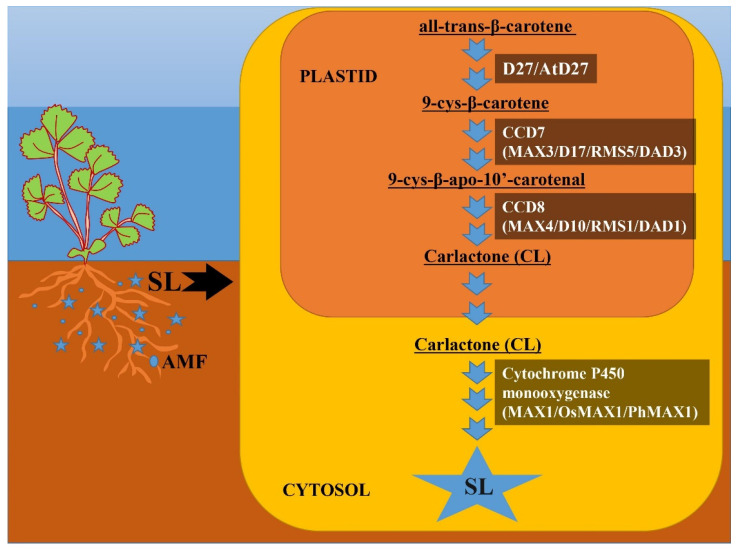 all-trans-β-carotene
PLASTID
D27/AtD27
9-cys-β-carotene
CCD7
(MAX3/D17/RMS5/DAD3)
9-cys-β-apo-10’-carotenal
CCD8
(MAX4/D10/RMS1/DAD1)
Carlactone (CL)
SL
AMF
Carlactone (CL)
Cytochrome P450
monooxygenase
(MAX1/OsMAX1/PhMAX1)
CYTOSOL
SL